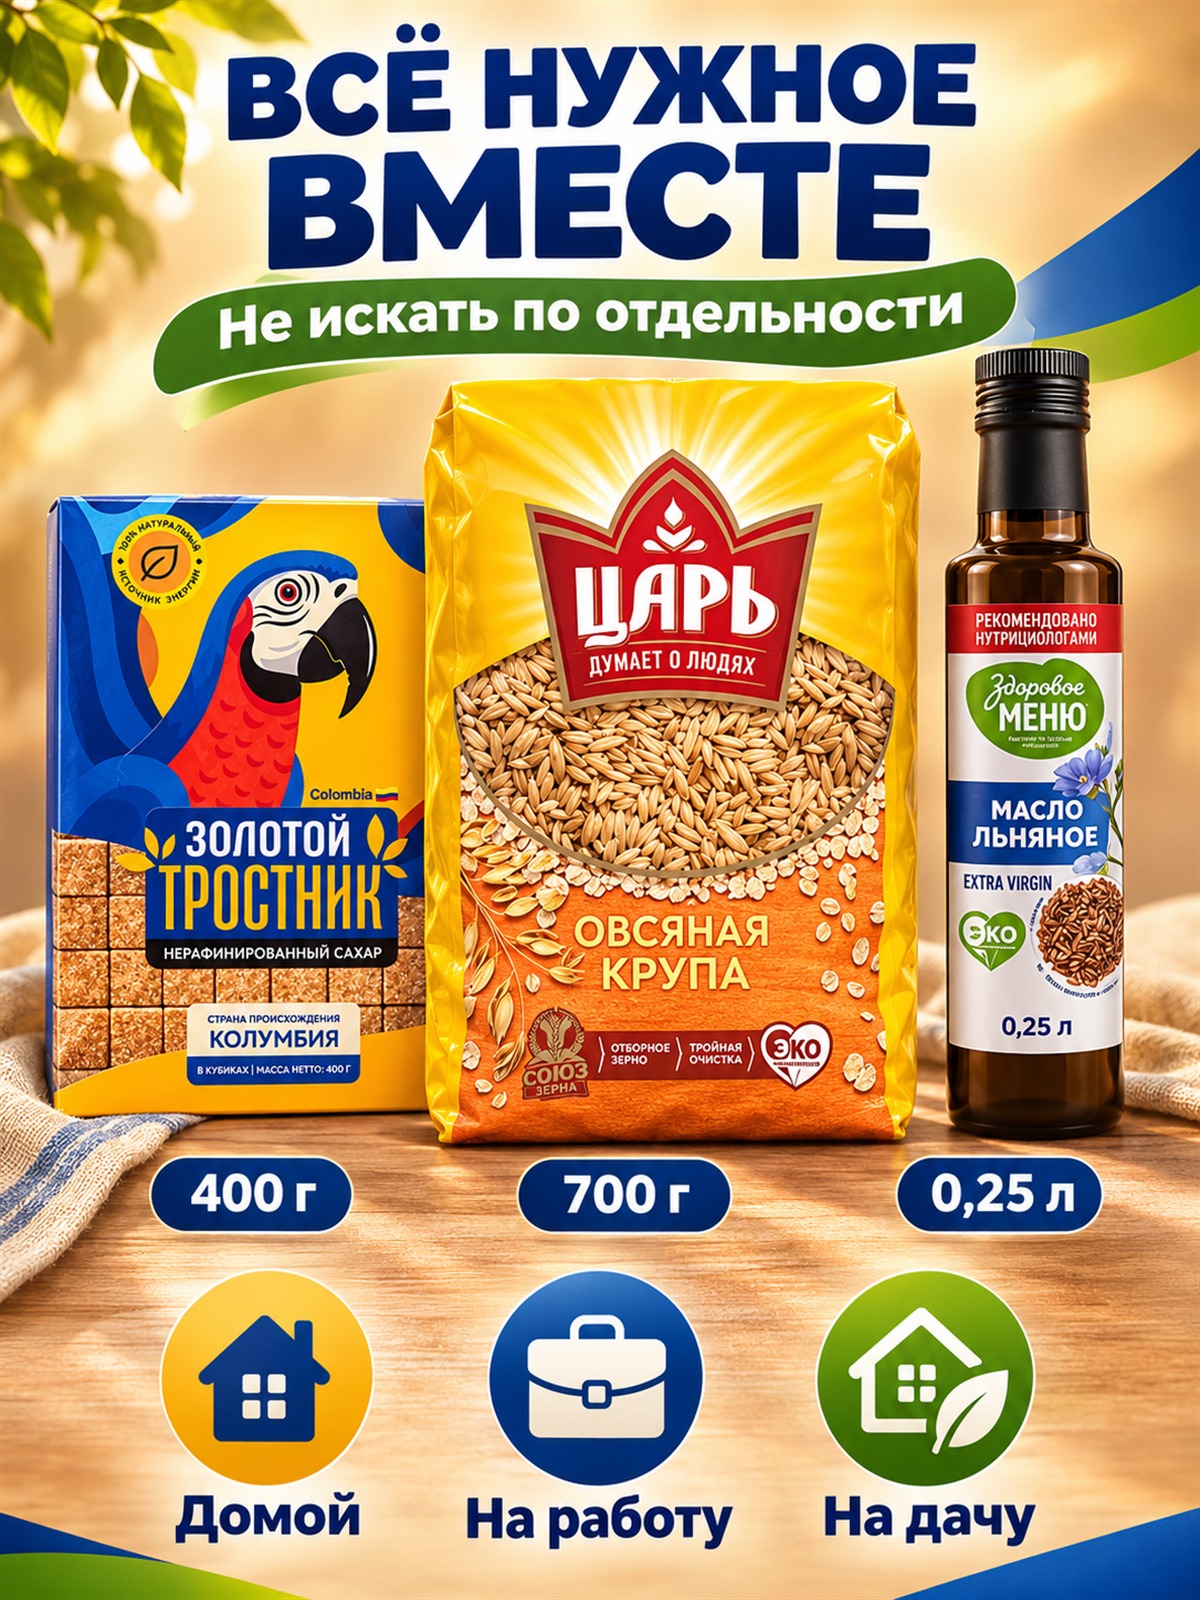 ВСЁ НУЖНОЕ
ВМЕСТЕ
Не искать по отдельности
100% НАТУРАЛЬНЫЙ
ИСТОЧНИК ЭНЕРГИИ
Colombia
ЗОЛОТОЙ
ТРОСТНИК
НЕРАФИНИРОВАННЫЙ САХАР
СТРАНА ПРОИСХОЖДЕНИЯ
КОЛУМБИЯ
В КУБИКАХ | МАССА НЕТТО: 400 Г
ЦАРЬ
ДУМАЕТ О ЛЮДЯХ
ОВСЯНАЯ
КРУПА
СОЮЗ
ЗЕРНА
ОТБОРНОЕ
ЗЕРНО
ТРОЙНАЯ
ОЧИСТКА
ЭКО
РЕКОМЕНДОВАНО
НУТРИЦИОЛОГАМИ
Здоровое
МЕНЮ
МАСЛО
ЛЬНЯНОЕ
EXTRA VIRGIN
ЭКО
0,25 л
400 г
700 г
0,25 л
Домой
На работу
На дачу